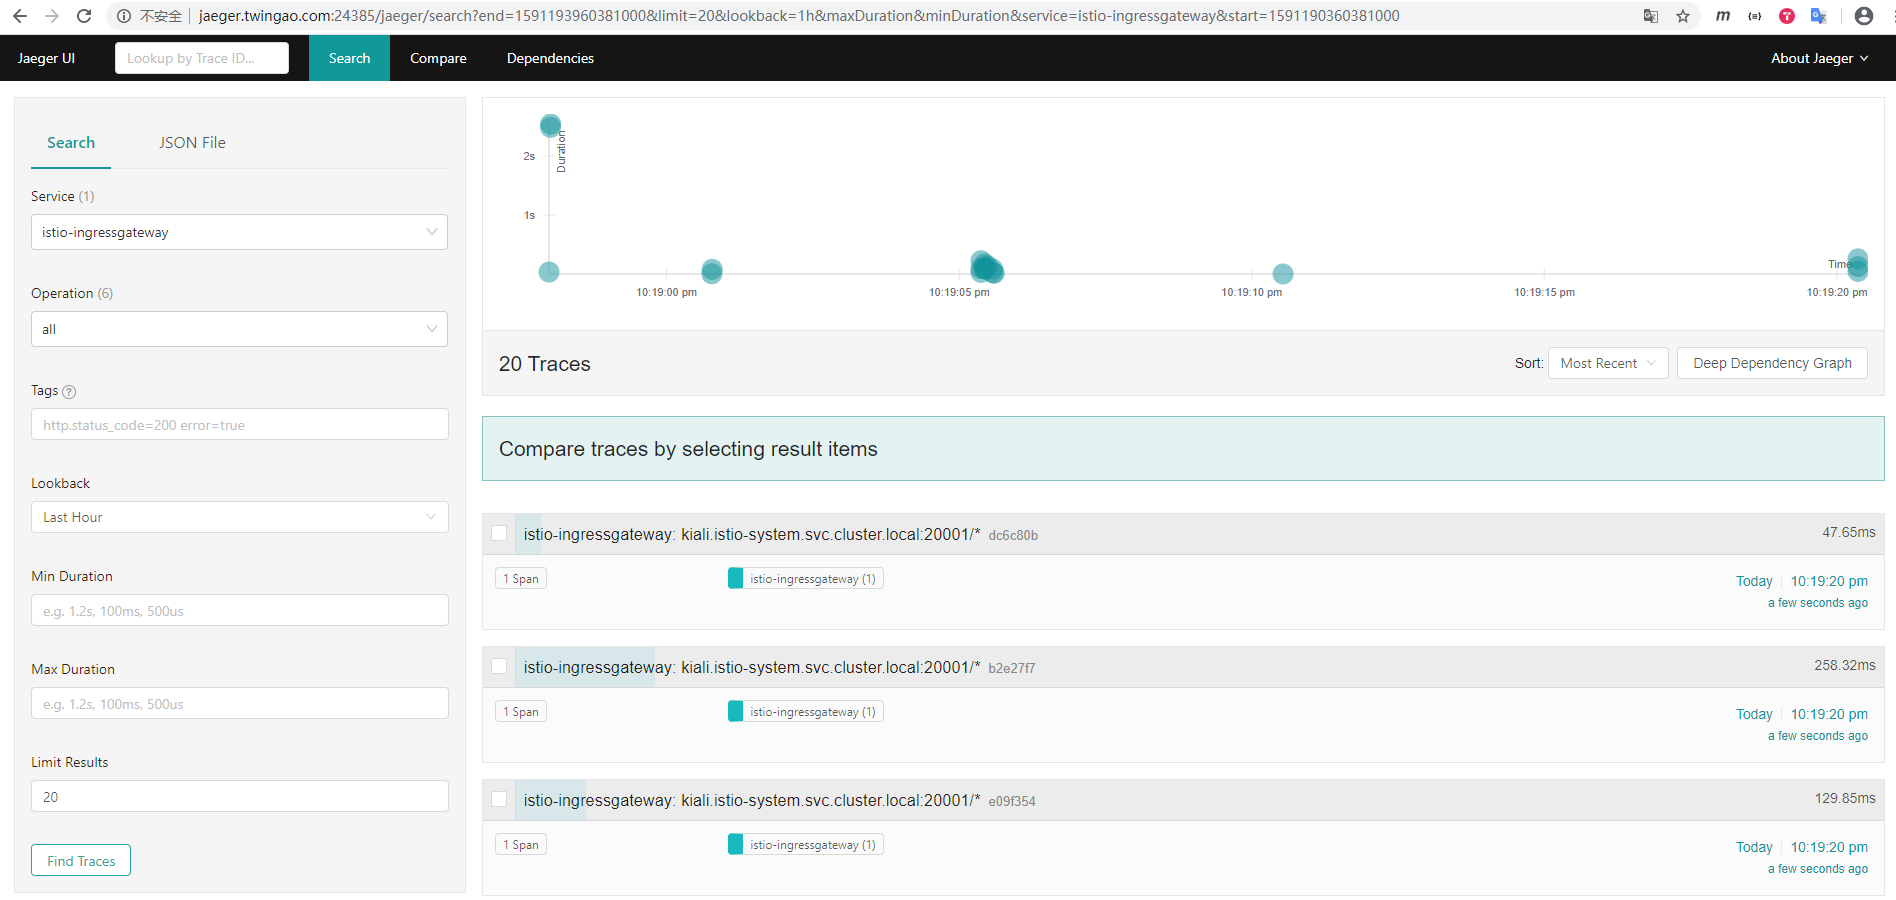 不安全 jaeger.twingao.com:24385/jaeger/search?end=1591193960381000&limit=20&lookback=1h&maxDuration&minDuration&service=istio-ingressgateway&start=1591190360381000
Jaeger UI Lookup by Trace ID... Search Compare Dependencies About Jaeger
Search JSON File
Service (1)
istio-ingressgateway
Operation (6)
all
Tags
http.status_code=200 error=true
Lookback
Last Hour
Min Duration
e.g. 1.2s, 100ms, 500us
Max Duration
e.g. 1.2s, 100ms, 500us
Limit Results
20
Find Traces
Duration
2s
1s
Time
10:19:00 pm 10:19:05 pm 10:19:10 pm 10:19:15 pm 10:19:20 pm
20 Traces Sort: Most Recent Deep Dependency Graph
Compare traces by selecting result items
istio-ingressgateway: kiali.istio-system.svc.cluster.local:20001/* dc6c80b 47.65ms
1 Span istio-ingressgateway (1) Today 10:19:20 pm
a few seconds ago
istio-ingressgateway: kiali.istio-system.svc.cluster.local:20001/* b2e27f7 258.32ms
1 Span istio-ingressgateway (1) Today 10:19:20 pm
a few seconds ago
istio-ingressgateway: kiali.istio-system.svc.cluster.local:20001/* e09f354 129.85ms
1 Span istio-ingressgateway (1) Today 10:19:20 pm
a few seconds ago